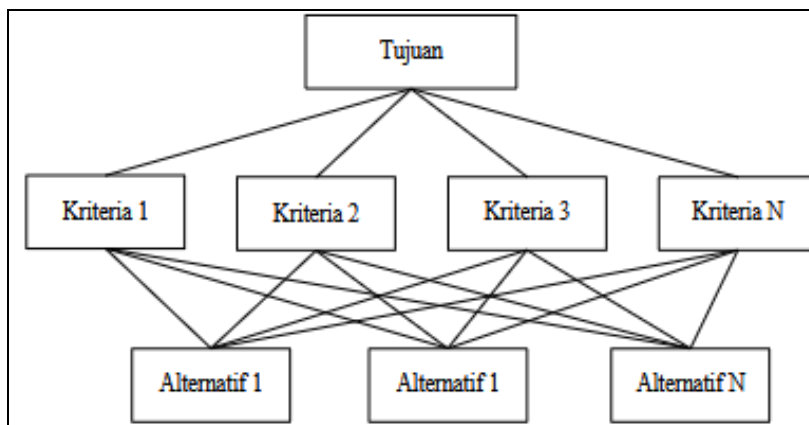 Tujuan
Kriteria 1
Kriteria 2
Kriteria 3
Kriteria N
Alternatif 1
Alternatif 1
Alternatif N